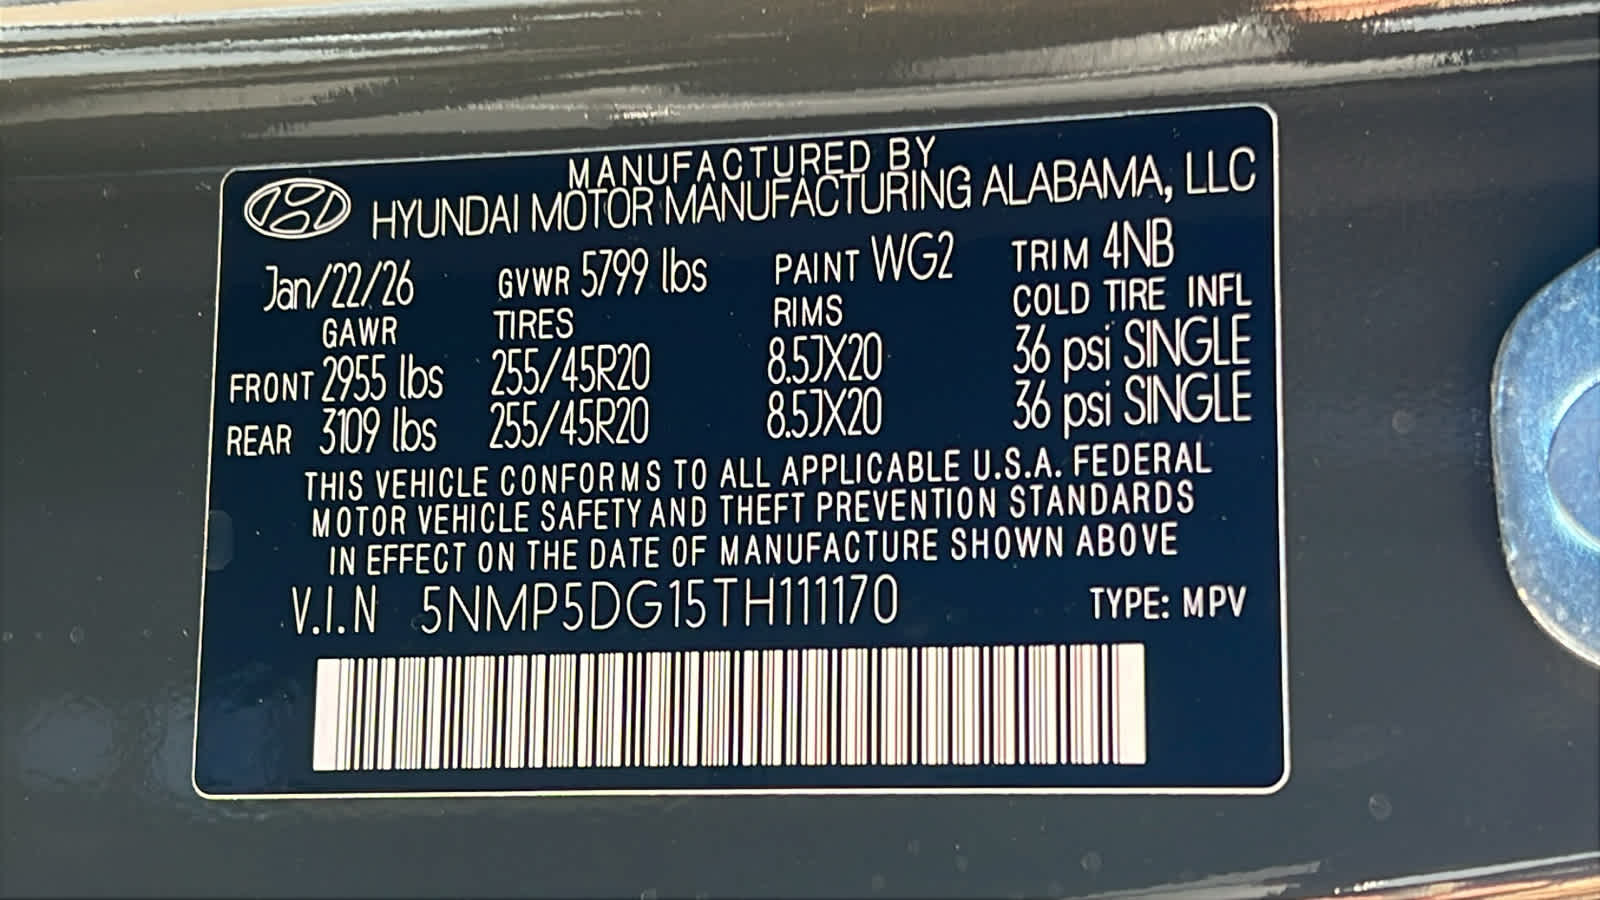 MANUFACTURED BY
HYUNDAI MOTOR MANUFACTURING ALABAMA, LLC
Jan/22/26 GVWR 5799 lbs PAINT WG2 TRIM 4NB
GAWR TIRES RIMS COLD TIRE INFL
FRONT 2955 lbs 255/45R20 8.5JX20 36 psi SINGLE
REAR 3109 lbs 255/45R20 8.5JX20 36 psi SINGLE
THIS VEHICLE CONFORMS TO ALL APPLICABLE U.S.A. FEDERAL
MOTOR VEHICLE SAFETY AND THEFT PREVENTION STANDARDS
IN EFFECT ON THE DATE OF MANUFACTURE SHOWN ABOVE
V.I.N 5NMP5DG15TH111170 TYPE: MPV